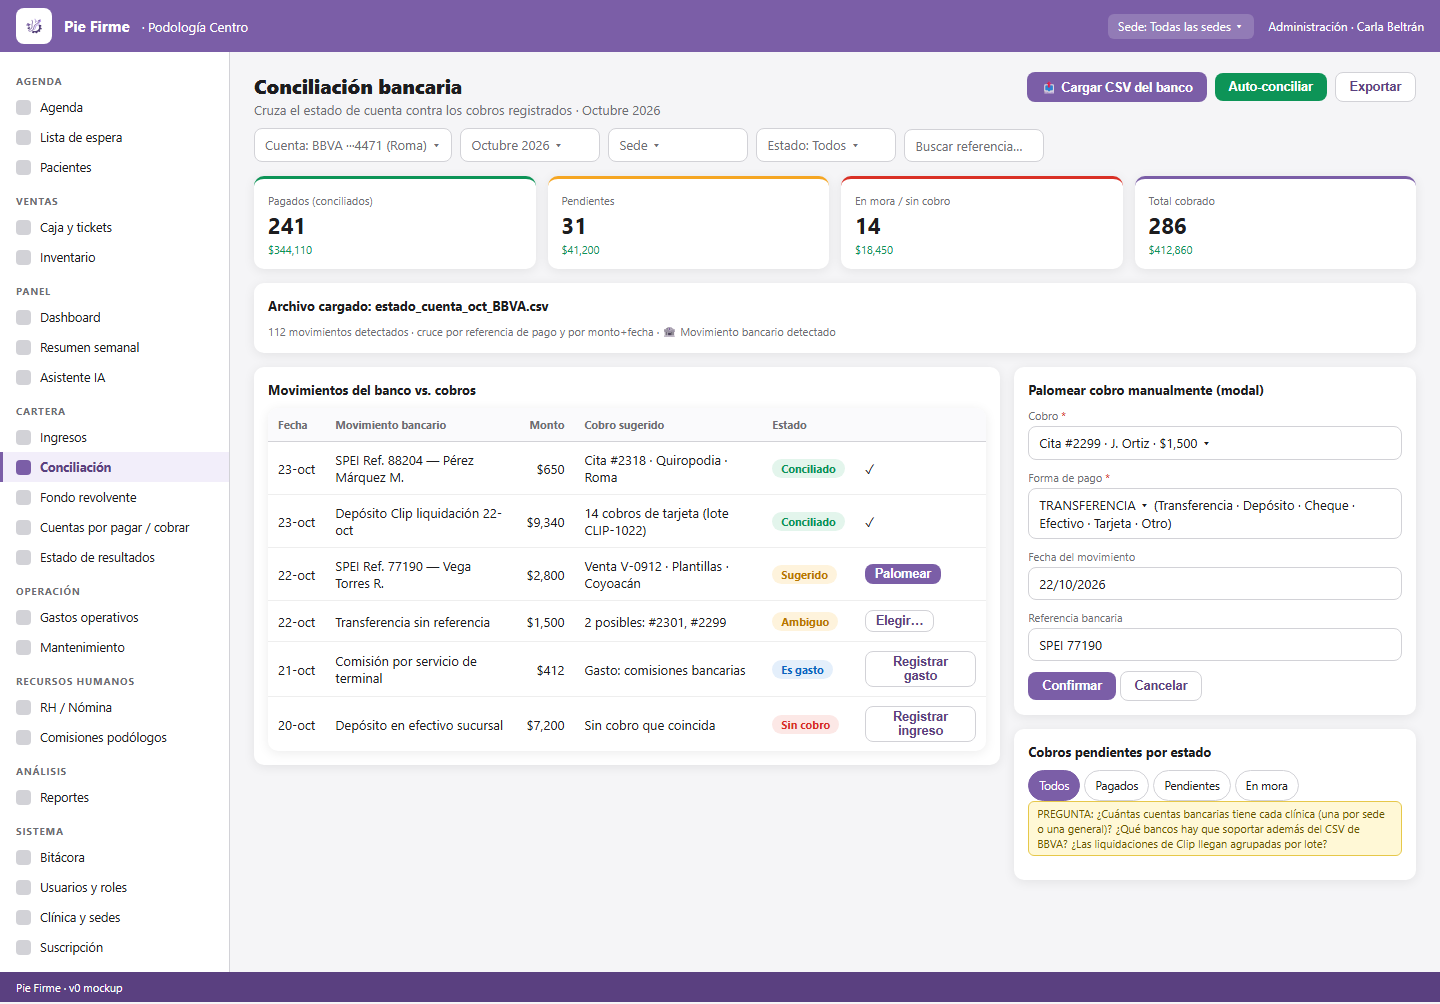 Pie Firme · Podología Centro
Sede: Todas las sedes ▾
Administración · Carla Beltrán
AGENDA
Agenda
Lista de espera
Pacientes
VENTAS
Caja y tickets
Inventario
PANEL
Dashboard
Resumen semanal
Asistente IA
CARTERA
Ingresos
Conciliación
Fondo revolvente
Cuentas por pagar / cobrar
Estado de resultados
OPERACIÓN
Gastos operativos
Mantenimiento
RECURSOS HUMANOS
RH / Nómina
Comisiones podólogos
ANÁLISIS
Reportes
SISTEMA
Bitácora
Usuarios y roles
Clínica y sedes
Suscripción
Conciliación bancaria
Cruza el estado de cuenta contra los cobros registrados · Octubre 2026
Cargar CSV del banco
Auto-conciliar
Exportar
Cuenta: BBVA ···4471 (Roma) ▾
Octubre 2026 ▾
Sede ▾
Estado: Todos ▾
Buscar referencia...
Pagados (conciliados)
241
$344,110
Pendientes
31
$41,200
En mora / sin cobro
14
$18,450
Total cobrado
286
$412,860
Archivo cargado: estado_cuenta_oct_BBVA.csv
112 movimientos detectados · cruce por referencia de pago y por monto+fecha · Movimiento bancario detectado
Movimientos del banco vs. cobros
Fecha Movimiento bancario Monto Cobro sugerido Estado
23-oct SPEI Ref. 88204 — Pérez Márquez M. $650 Cita #2318 · Quiropodia · Roma Conciliado ✓
23-oct Depósito Clip liquidación 22-oct $9,340 14 cobros de tarjeta (lote CLIP-1022) Conciliado ✓
22-oct SPEI Ref. 77190 — Vega Torres R. $2,800 Venta V-0912 · Plantillas · Coyoacán Sugerido Palomear
22-oct Transferencia sin referencia $1,500 2 posibles: #2301, #2299 Ambiguo Elegir...
21-oct Comisión por servicio de terminal $412 Gasto: comisiones bancarias Es gasto Registrar gasto
20-oct Depósito en efectivo sucursal $7,200 Sin cobro que coincida Sin cobro Registrar ingreso
Palomear cobro manualmente (modal)
Cobro *
Cita #2299 · J. Ortiz · $1,500 ▾
Forma de pago *
TRANSFERENCIA ▾ (Transferencia · Depósito · Cheque ·
Efectivo · Tarjeta · Otro)
Fecha del movimiento
22/10/2026
Referencia bancaria
SPEI 77190
Confirmar
Cancelar
Cobros pendientes por estado
Todos
Pagados
Pendientes
En mora
PREGUNTA: ¿Cuántas cuentas bancarias tiene cada clínica (una por sede
o una general)? ¿Qué bancos hay que soportar además del CSV de
BBVA? ¿Las liquidaciones de Clip llegan agrupadas por lote?
Pie Firme · v0 mockup